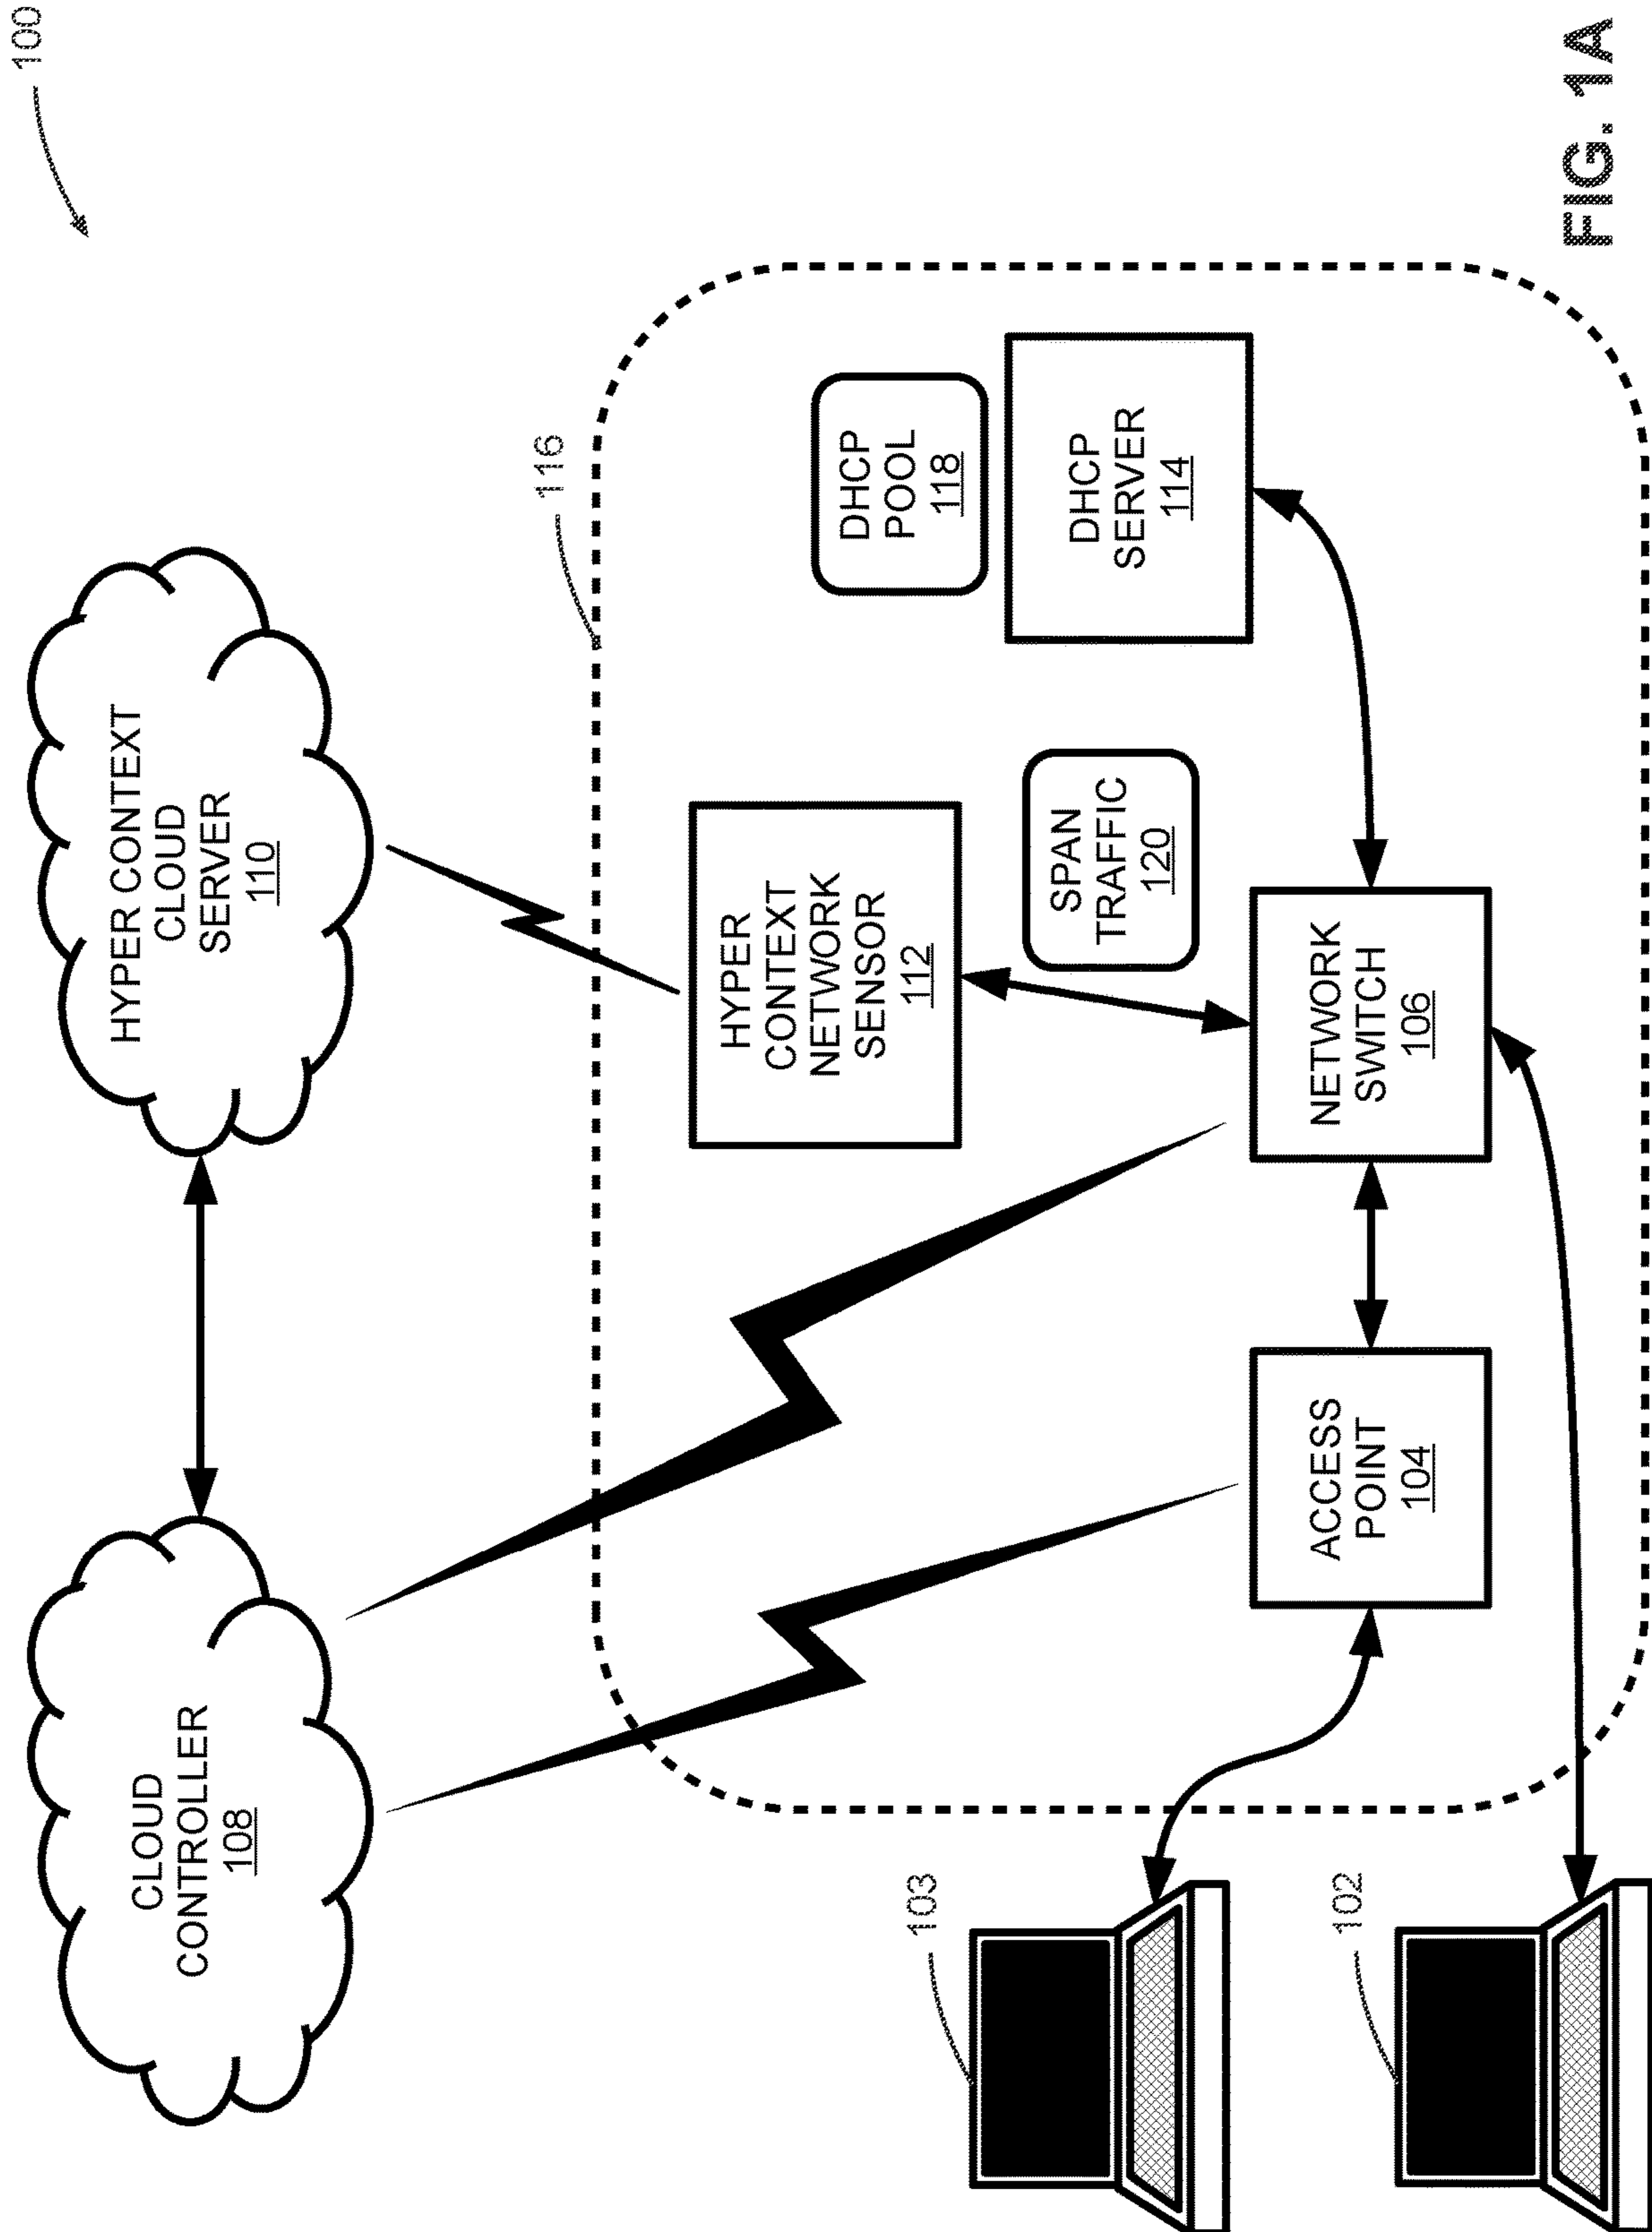 100
CLOUD
CONTROLLER
108
HYPER CONTEXT
CLOUD
SERVER
110
116
HYPER
CONTEXT
NETWORK
SENSOR
112
DHCP
POOL
118
SPAN
TRAFFIC
120
DHCP
SERVER
114
103
ACCESS
POINT
104
NETWORK
SWITCH
106
102
FIG. 1A